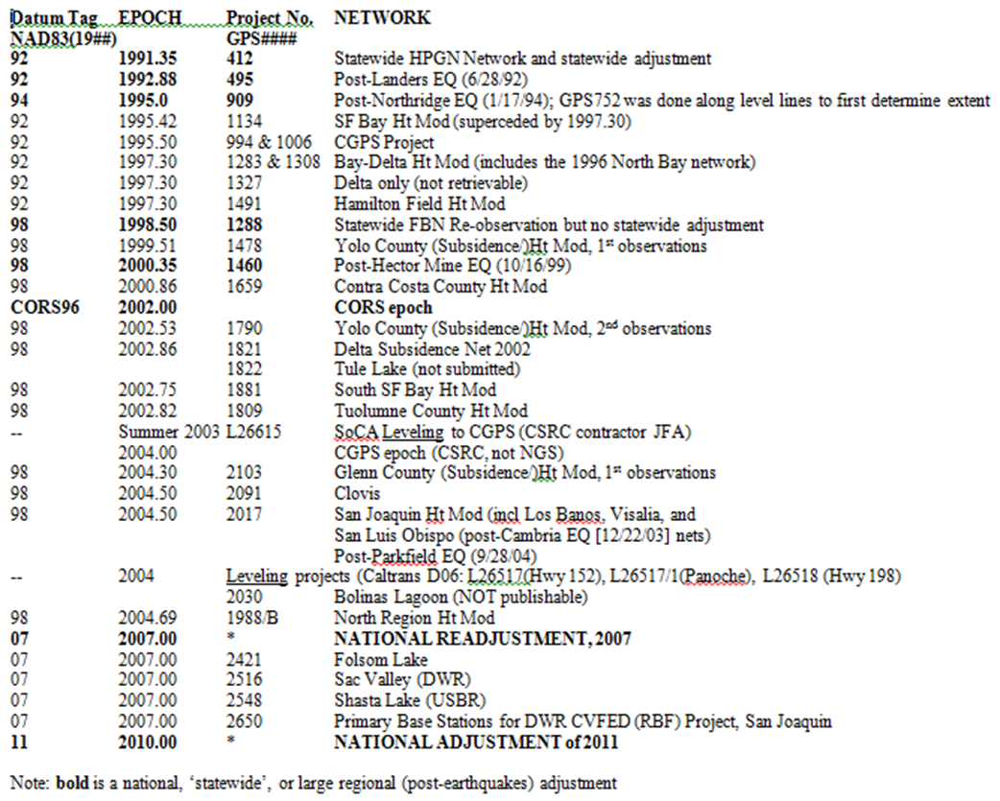 Datum Tag EPOCH Project No. NETWORK
NAD83(19##) GPS####
92 1991.35 412 Statewide HPGN Network and statewide adjustment
92 1992.88 495 Post-Landers EQ (6/28/92)
94 1995.0 909 Post-Northridge EQ (1/17/94); GPS752 was done along level lines to first determine extent
92 1995.42 1134 SF Bay Ht Mod (superceded by 1997.30)
92 1995.50 994 & 1006 CGPS Project
92 1997.30 1283 & 1308 Bay-Delta Ht Mod (includes the 1996 North Bay network)
92 1997.30 1327 Delta only (not retrievable)
92 1997.30 1491 Hamilton Field Ht Mod
98 1998.50 1288 Statewide FBN Re-observation but no statewide adjustment
98 1999.51 1478 Yolo County (Subsidence/)Ht Mod, 1st observations
98 2000.35 1460 Post-Hector Mine EQ (10/16/99)
98 2000.86 1659 Contra Costa County Ht Mod
CORS96 2002.00 CORS epoch
98 2002.53 1790 Yolo County (Subsidence/)Ht Mod, 2nd observations
98 2002.86 1821 Delta Subsidence Net 2002
1822 Tule Lake (not submitted)
98 2002.75 1881 South SF Bay Ht Mod
98 2002.82 1809 Tuolumne County Ht Mod
-- Summer 2003 L26615 SoCA Leveling to CGPS (CSRC contractor JFA)
2004.00 CGPS epoch (CSRC, not NGS)
98 2004.30 2103 Glenn County (Subsidence/)Ht Mod, 1st observations
98 2004.50 2091 Clovis
98 2004.50 2017 San Joaquin Ht Mod (incl Los Banos, Visalia, and
San Luis Obispo (post-Cambria EQ [12/22/03] nets)
Post-Parkfield EQ (9/28/04)
-- 2004 Leveling projects (Caltrans D06: L26517(Hwy 152), L26517/1(Panoche), L26518 (Hwy 198)
2030 Bolinas Lagoon (NOT publishable)
98 2004.69 1988/B North Region Ht Mod
07 2007.00 * NATIONAL READJUSTMENT, 2007
07 2007.00 2421 Folsom Lake
07 2007.00 2516 Sac Valley (DWR)
07 2007.00 2548 Shasta Lake (USBR)
07 2007.00 2650 Primary Base Stations for DWR CVFED (RBF) Project, San Joaquin
11 2010.00 * NATIONAL ADJUSTMENT of 2011
Note: bold is a national, ‘statewide’, or large regional (post-earthquakes) adjustment